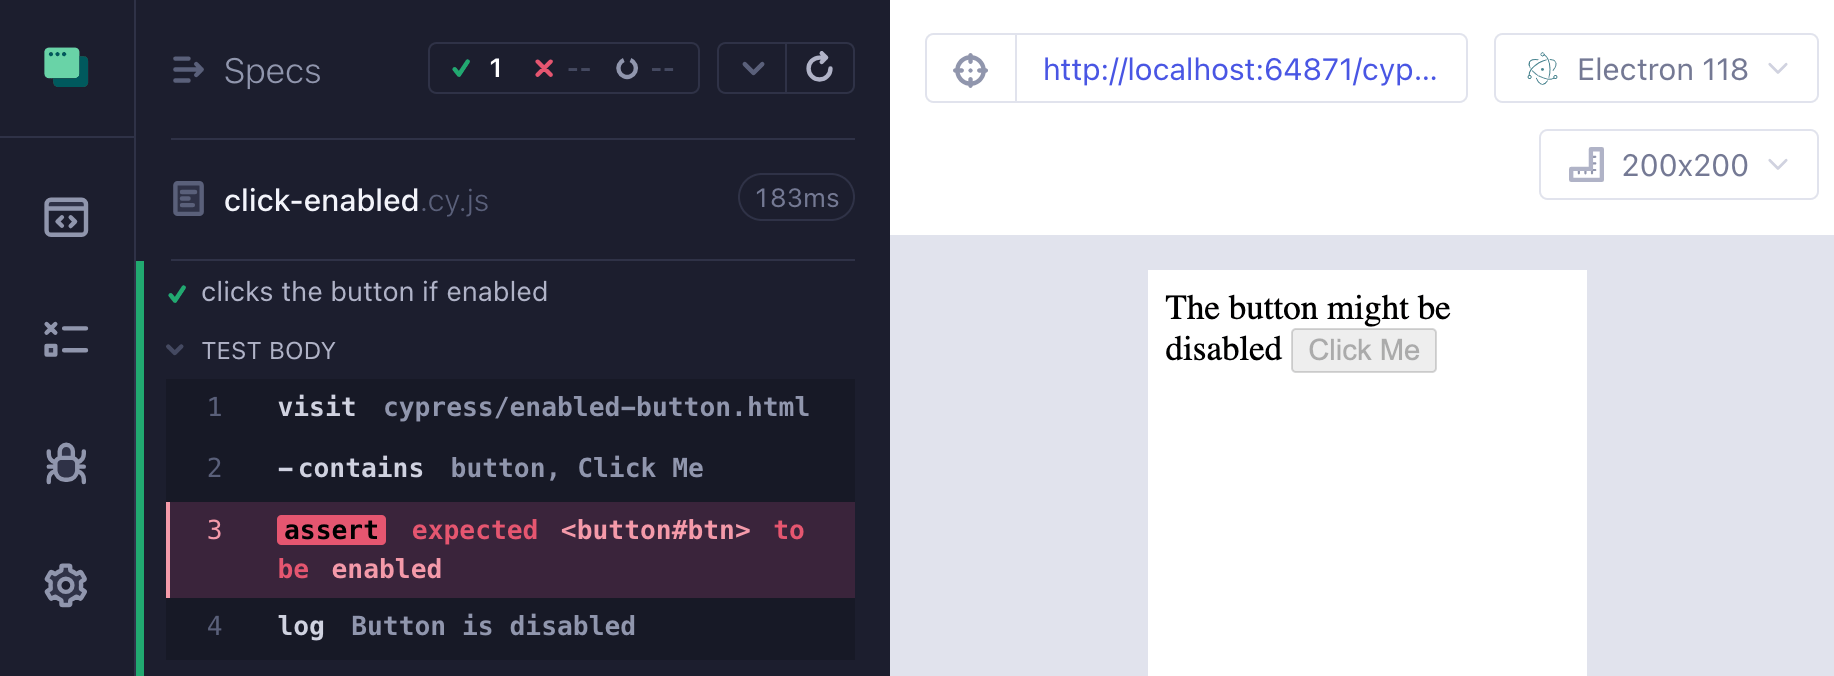 Specs
1 -- --
click-enabled.cy.js
183ms
clicks the button if enabled
TEST BODY
1 visit cypress/enabled-button.html
2 -contains button, Click Me
3 assert expected <button#btn> to
be enabled
4 log Button is disabled
http://localhost:64871/cyp...
Electron 118
200x200
The button might be
disabled Click Me